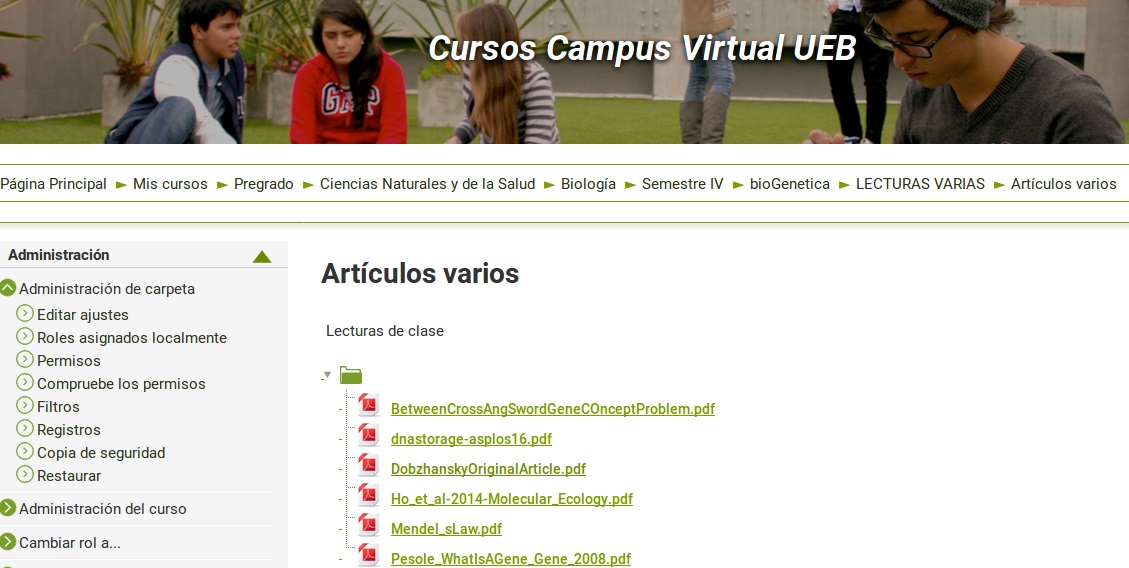 Cursos Campus Virtual UEB
GAP
Página Principal ► Mis cursos ► Pregrado ► Ciencias Naturales y de la Salud ► Biología ► Semestre IV ► bioGenetica ► LECTURAS VARIAS ► Artículos varios
Administración
Administración de carpeta
Editar ajustes
Roles asignados localmente
Permisos
Compruebe los permisos
Filtros
Registros
Copia de seguridad
Restaurar
Administración del curso
Cambiar rol a...
Artículos varios
Lecturas de clase
BetweenCrossAngSwordGeneCOnceptProblem.pdf
dnastorage-asplos16.pdf
DobzhanskyOriginalArticle.pdf
Ho_et_al-2014-Molecular_Ecology.pdf
Mendel_sLaw.pdf
Pesole_WhatIsAGene_Gene_2008.pdf